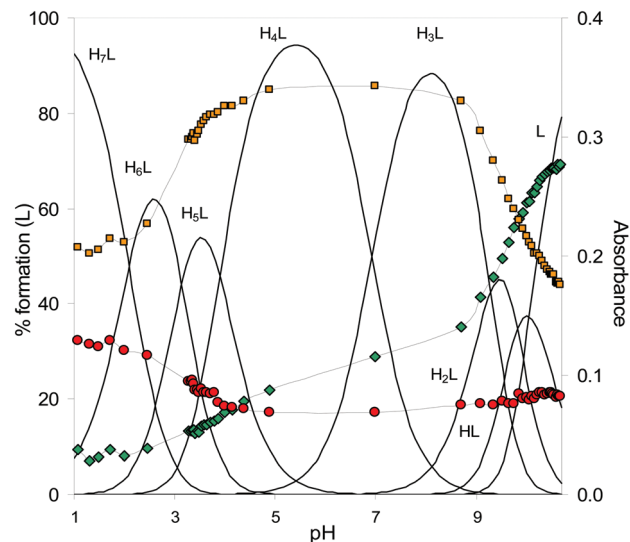 100
80
60
40
20
0
0.4
0.3
0.2
0.1
0.0
1
3
5
7
9
% formation (L)
Absorbance
pH
H₇L
H₆L
H₅L
H₄L
H₃L
H₂L
HL
L